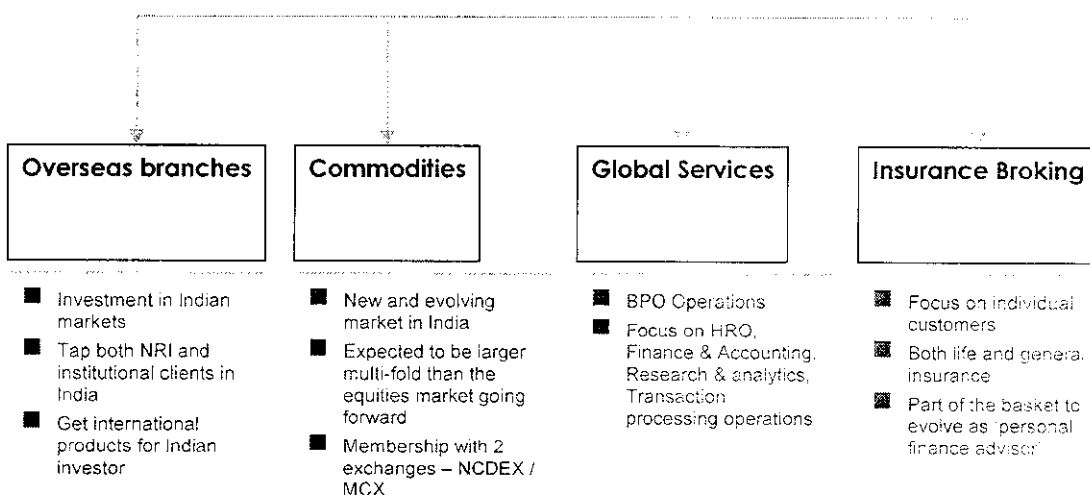 Overseas branches
Investment in Indian
markets
Tap both NRI and
institutional clients in
India
Get international
products for Indian
investor
Commodities
New and evolving
market in India
Expected to be larger
multi-fold than the
equities market going
forward
Membership with 2
exchanges – NCDEX /
MCX
Global Services
BPO Operations
Focus on HRO,
Finance & Accounting,
Research & analytics,
Transaction
processing operations
Insurance Broking
Focus on individual
customers
Both life and general
insurance
Part of the basket to
evolve as 'personal
finance advisor'